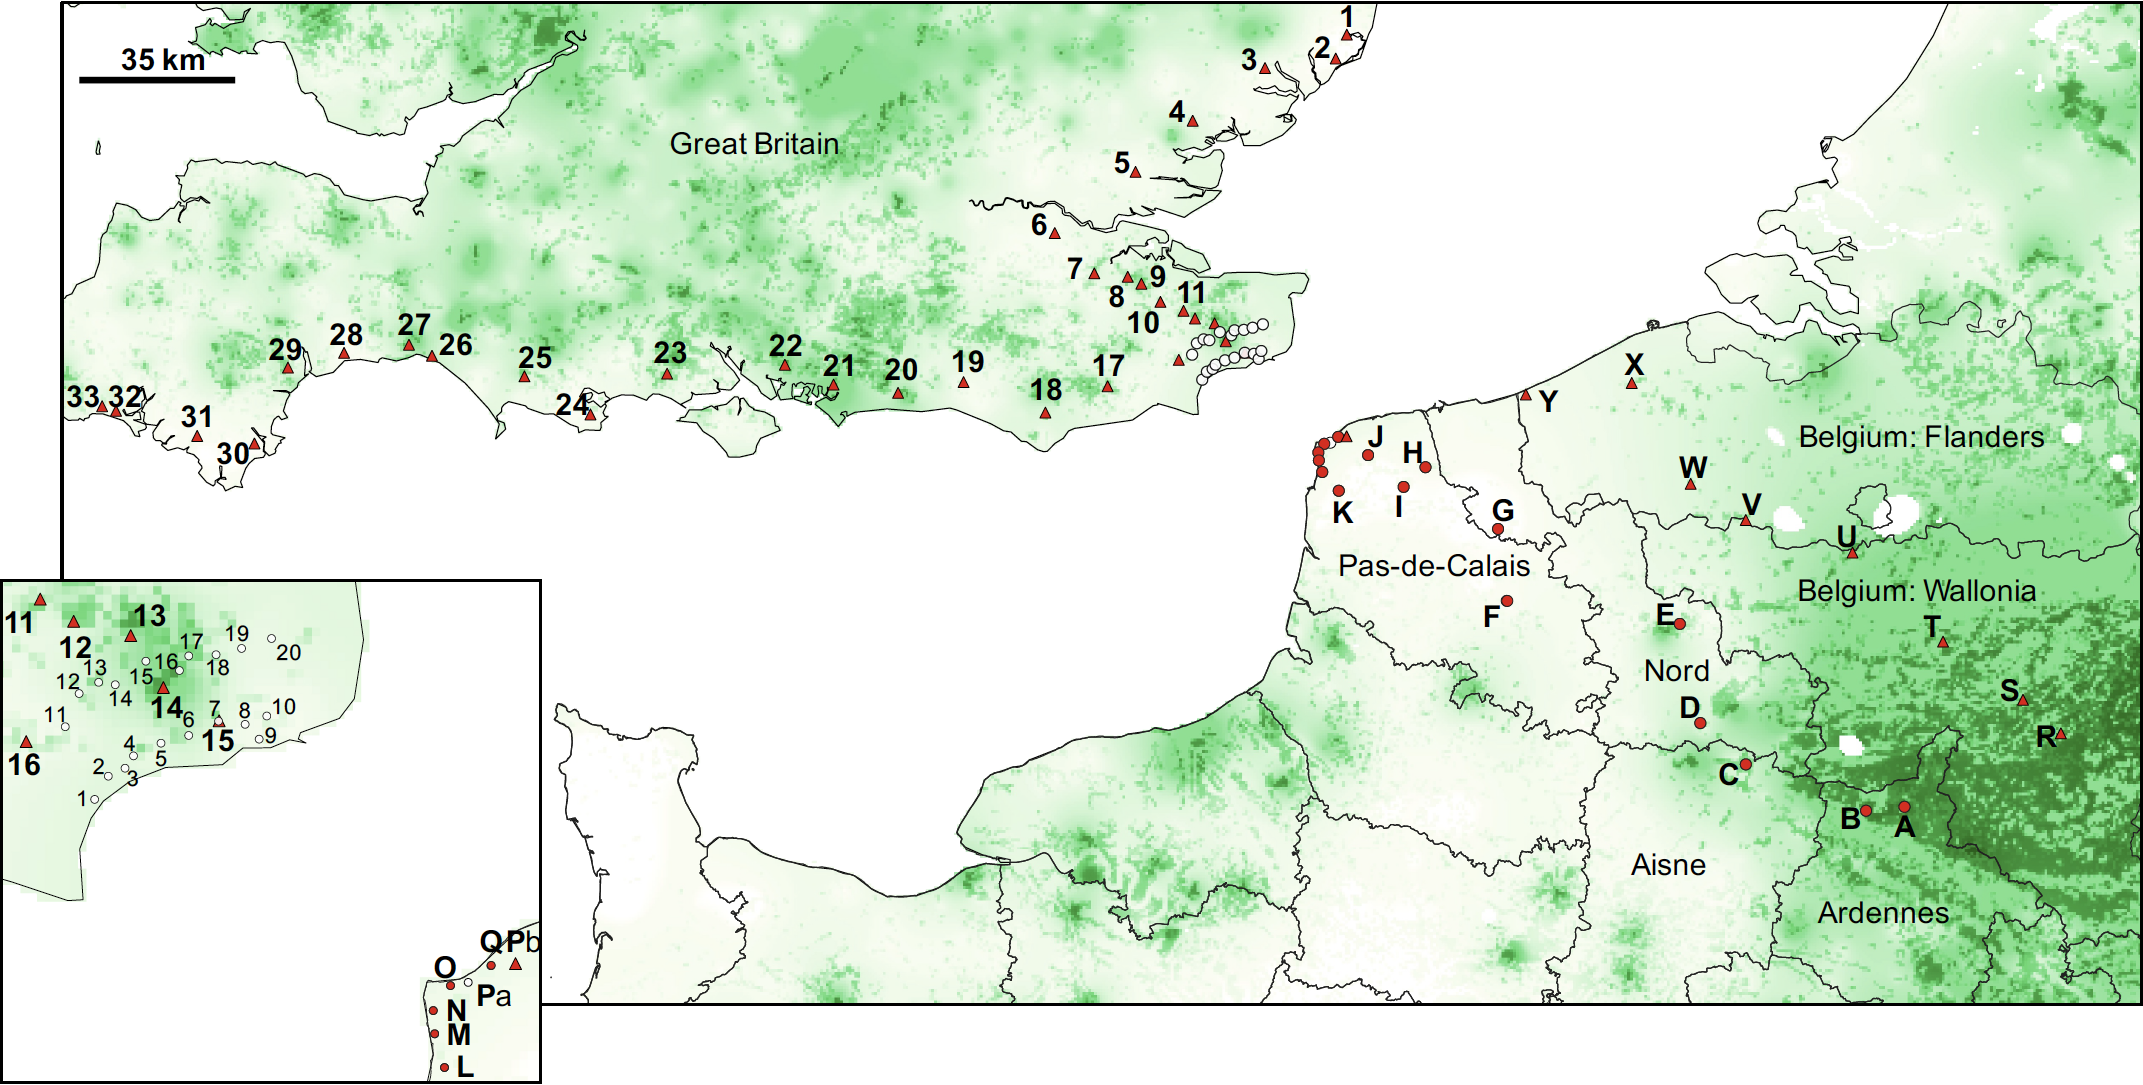 1
2
3
35 km
4
Great Britain
5
6
7
9
8
11
10
28
27
26
29
25
23
22
21
20
19
17
18
33
32
31
30
24
X
Y
J
H
Belgium: Flanders
W
K
I
G
V
U
Pas-de-Calais
Belgium: Wallonia
F
E
T
Nord
S
D
R
C
B
A
Aisne
Ardennes
11
13
12
17
19
20
13
16
18
12
15
14
14
11
7
8
10
6
15
9
16
4
5
2
3
1
Q Pb
O
Pa
N
M
L